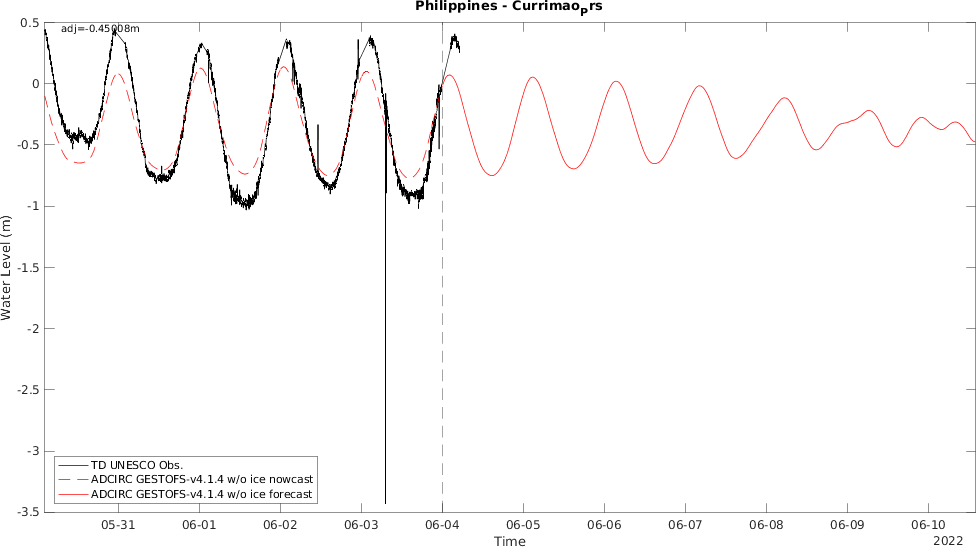 Philippines - Currimaoprs
adj=-0.45008m
0.5
0
-0.5
-1
-1.5
-2
-2.5
-3
-3.5
Water Level (m)
TD UNESCO Obs.
ADCIRC GESTOFS-v4.1.4 w/o ice nowcast
ADCIRC GESTOFS-v4.1.4 w/o ice forecast
05-31 06-01 06-02 06-03 06-04 06-05 06-06 06-07 06-08 06-09 06-10
Time
2022